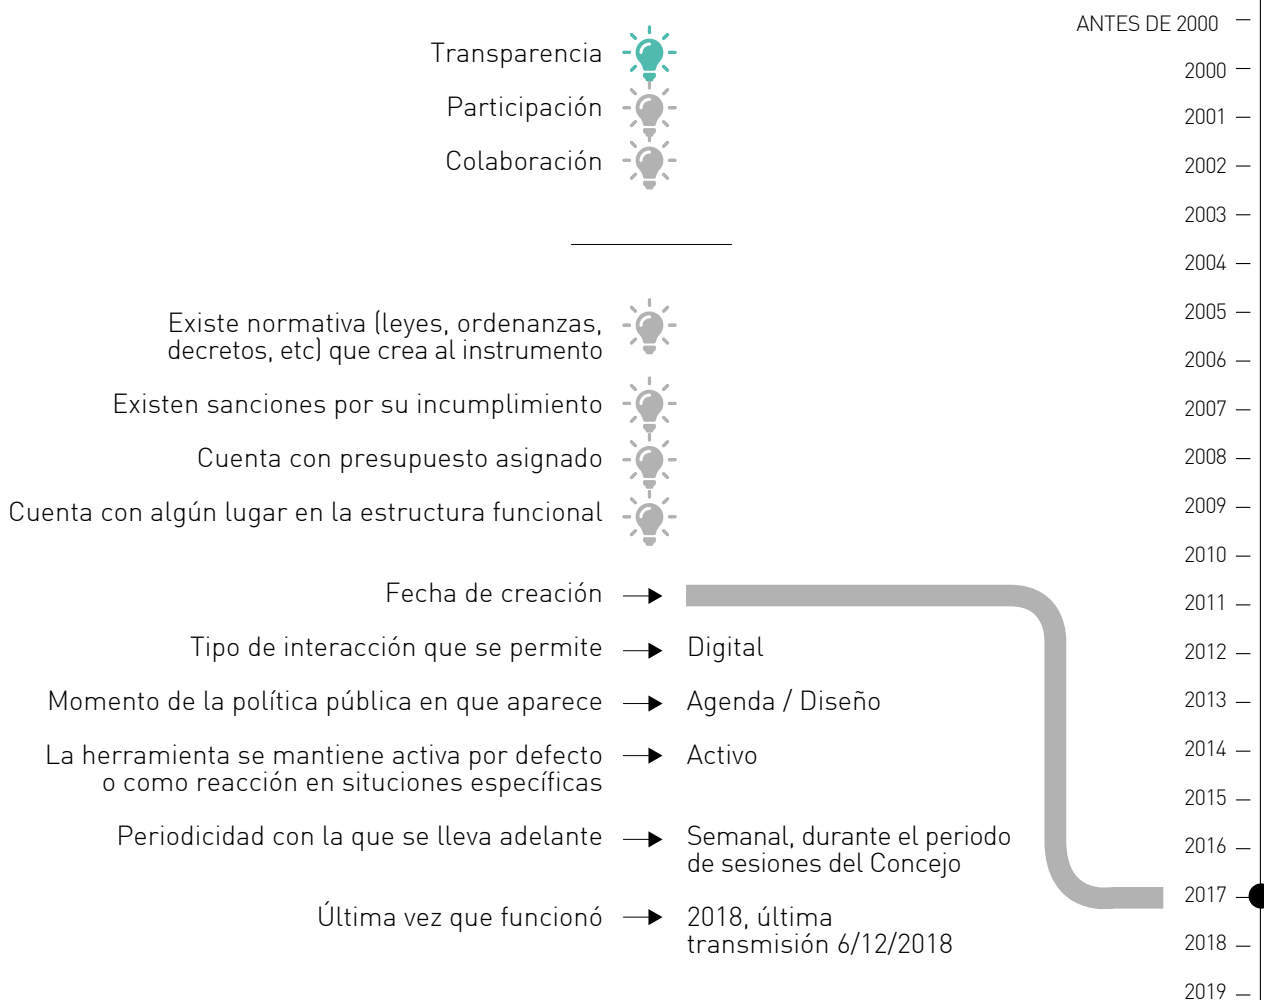 Transparencia
Participación
Colaboración
Existe normativa (leyes, ordenanzas,
decretos, etc) que crea al instrumento
Existen sanciones por su incumplimiento
Cuenta con presupuesto asignado
Cuenta con algún lugar en la estructura funcional
Fecha de creación
Tipo de interacción que se permite
Digital
Momento de la política pública en que aparece
Agenda / Diseño
La herramienta se mantiene activa por defecto
o como reacción en situciones específicas
Activo
Periodicidad con la que se lleva adelante
Semanal, durante el periodo
de sesiones del Concejo
Última vez que funcionó
2018, última
transmisión 6/12/2018
ANTES DE 2000
2000
2001
2002
2003
2004
2005
2006
2007
2008
2009
2010
2011
2012
2013
2014
2015
2016
2017
2018
2019